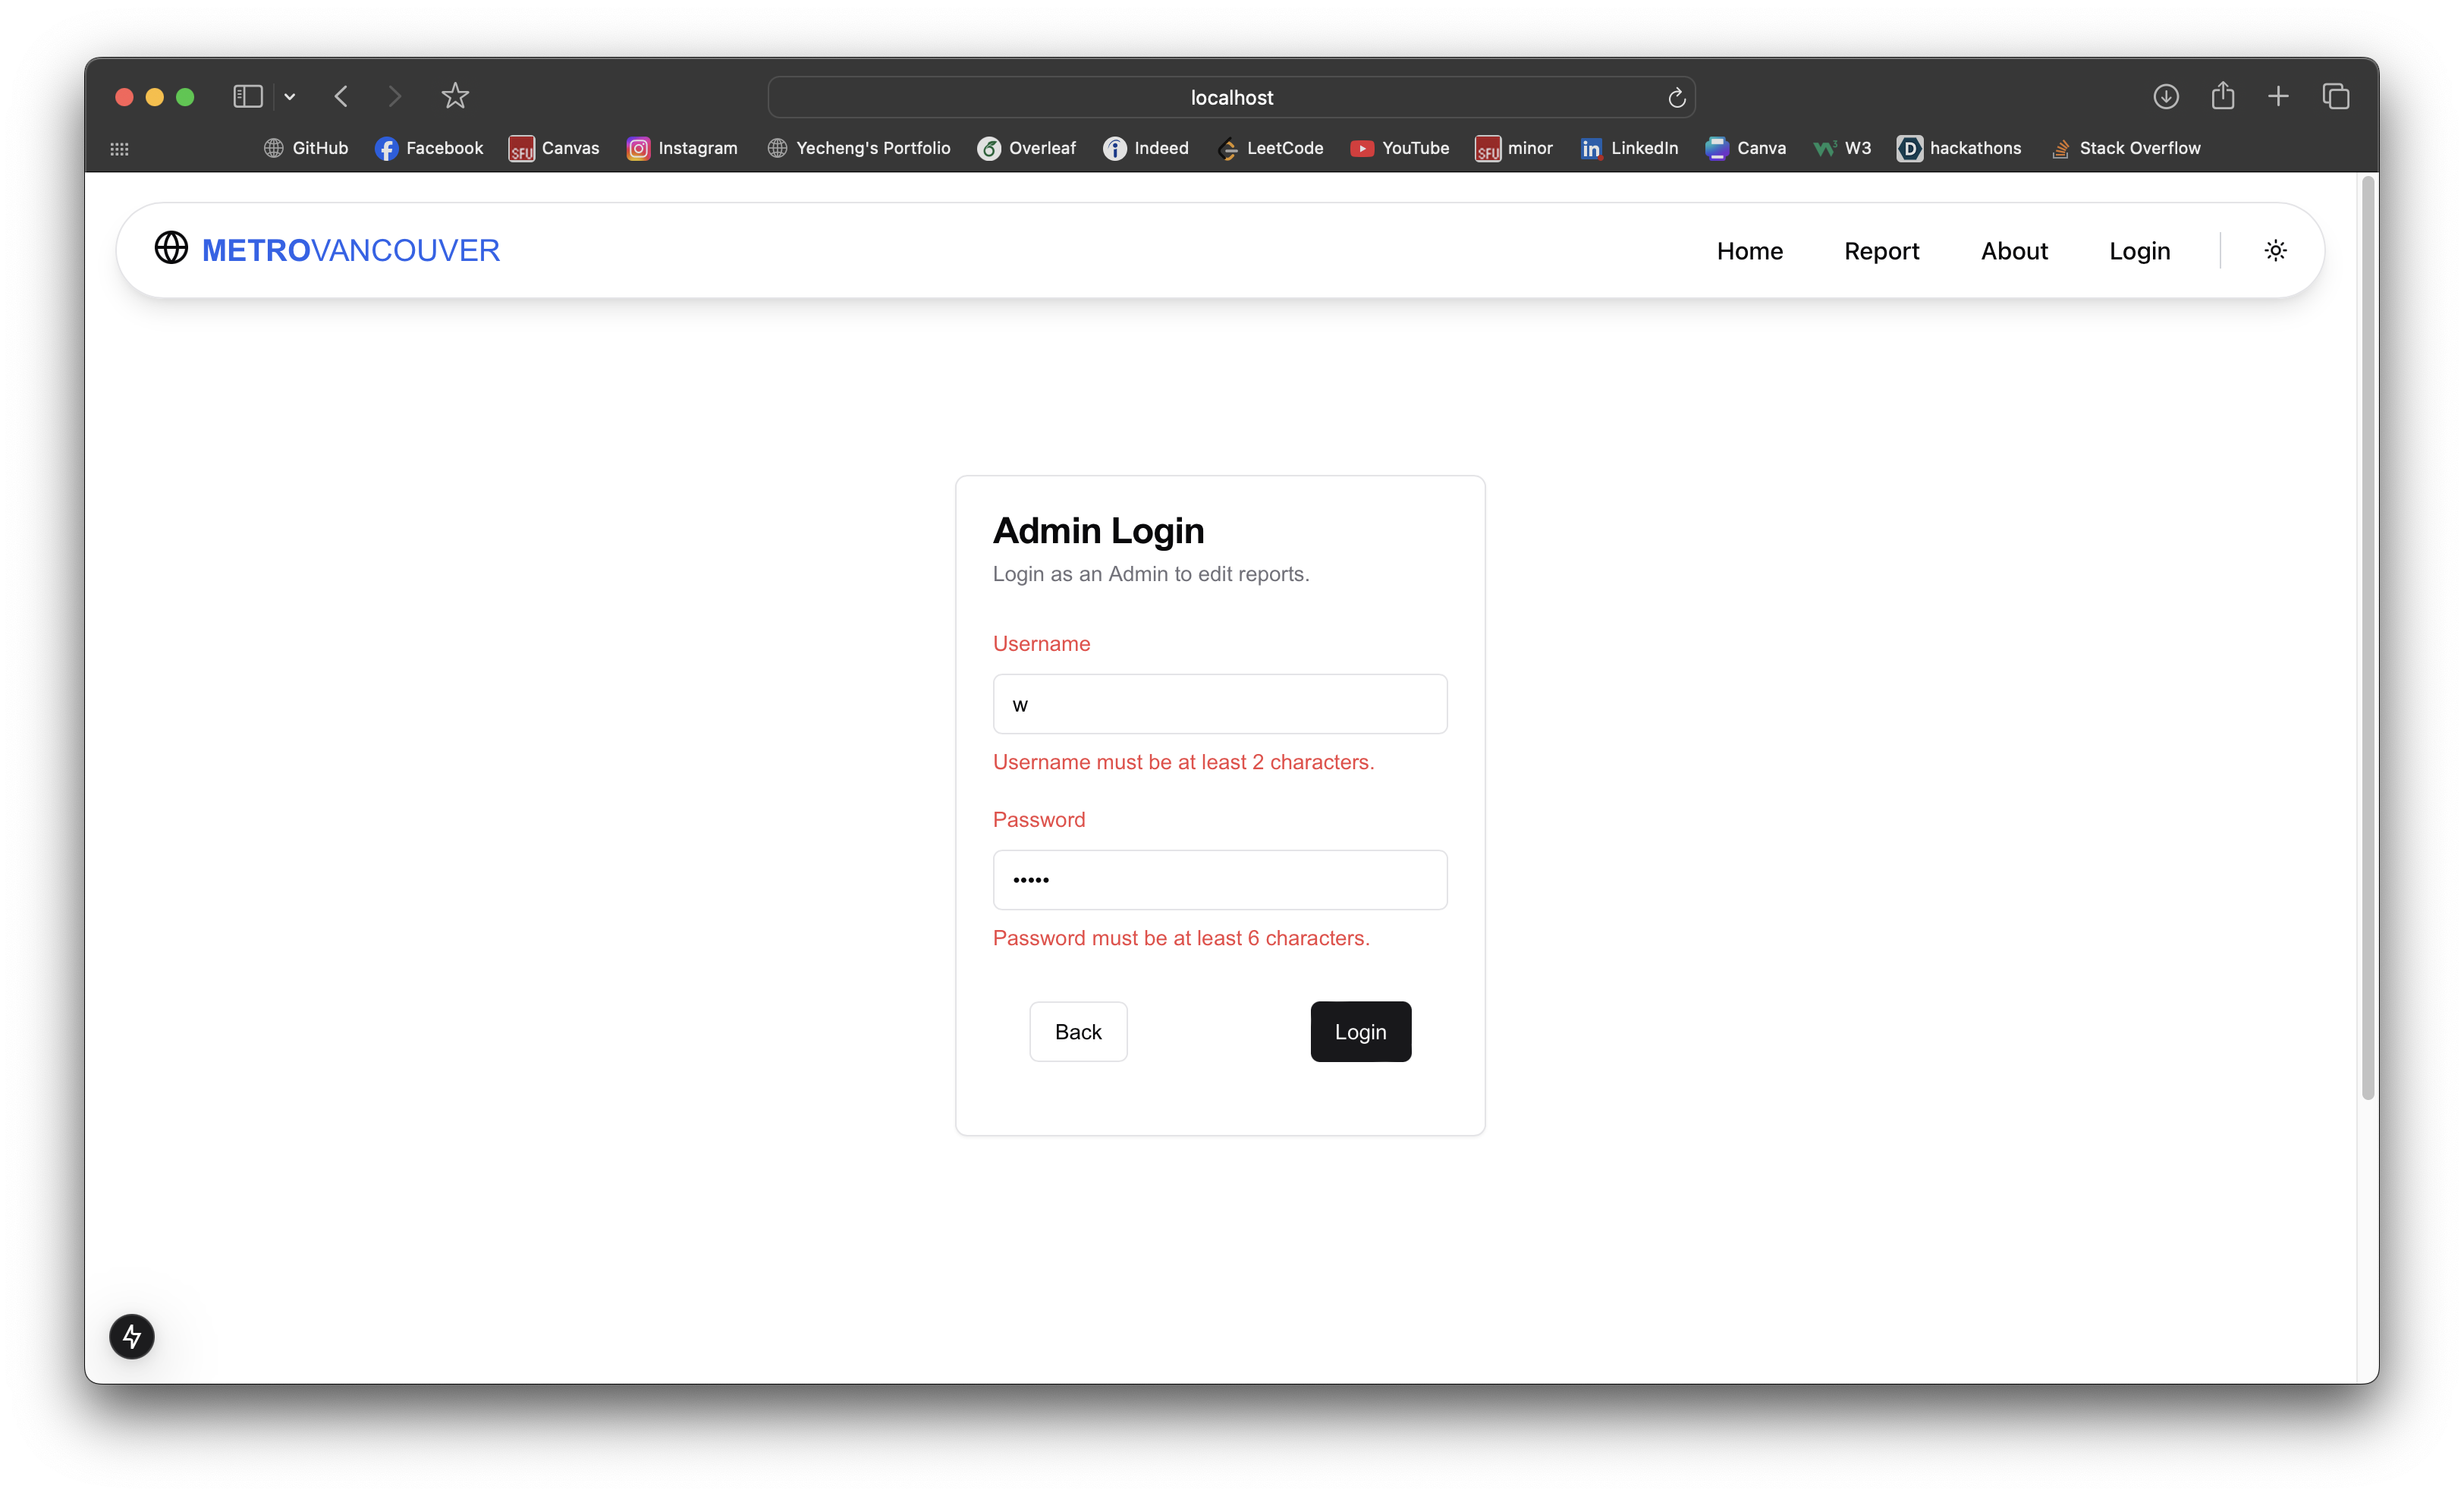 localhost
GitHub Facebook SFU Canvas Instagram Yecheng's Portfolio Overleaf Indeed LeetCode YouTube SFU minor in LinkedIn Canva W3 D hackathons Stack Overflow
METROVANCOUVER Home Report About Login
Admin Login
Login as an Admin to edit reports.
Username
w
Username must be at least 2 characters.
Password
•••••
Password must be at least 6 characters.
Back Login